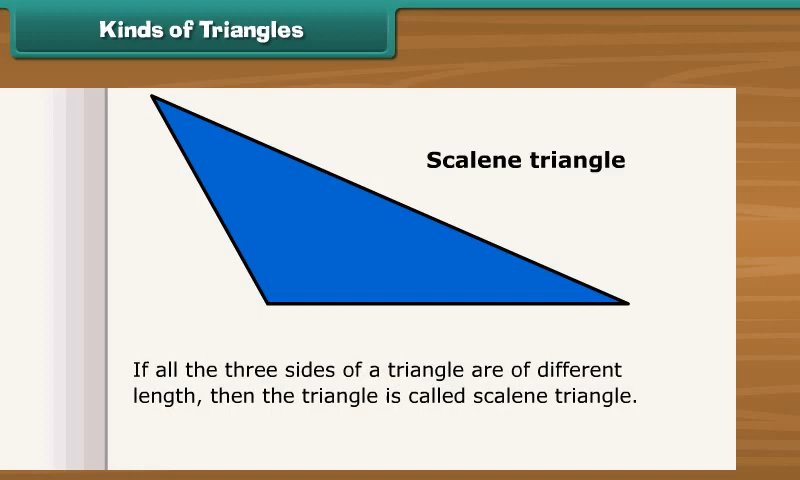 Kinds of Triangles
Scalene triangle
If all the three sides of a triangle are of different
length, then the triangle is called scalene triangle.